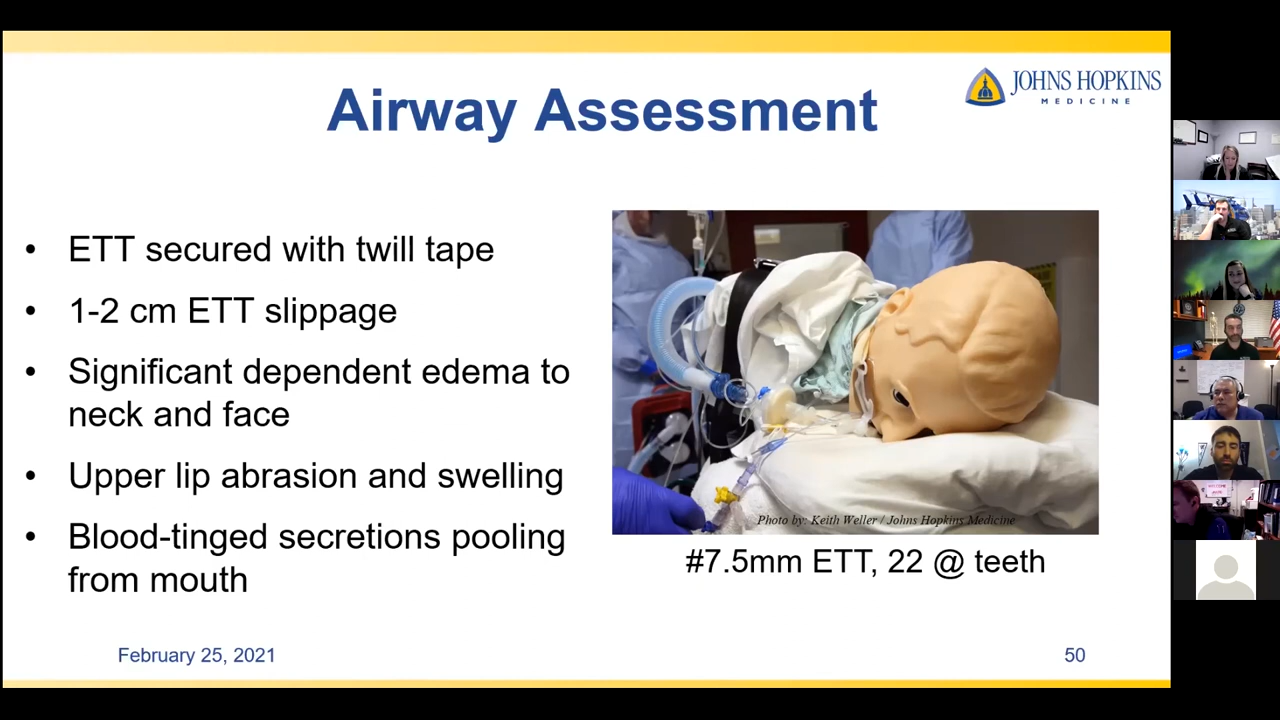 Airway Assessment
JOHNS HOPKINS
MEDICINE
• ETT secured with twill tape
• 1-2 cm ETT slippage
• Significant dependent edema to
neck and face
• Upper lip abrasion and swelling
• Blood-tinged secretions pooling
from mouth
Photo by: Keith Weller / Johns Hopkins Medicine
#7.5mm ETT, 22 @ teeth
February 25, 2021
50